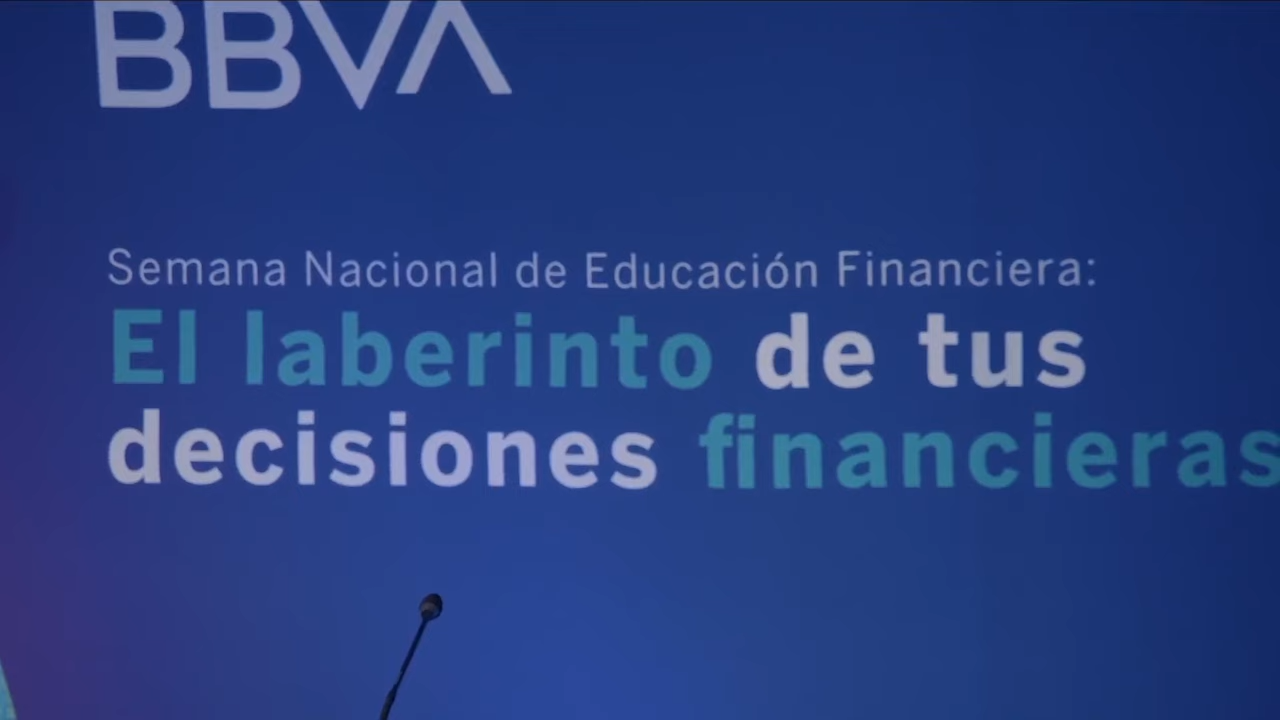 BBVA
Semana Nacional de Educación Financiera:
El laberinto de tus
decisiones financieras